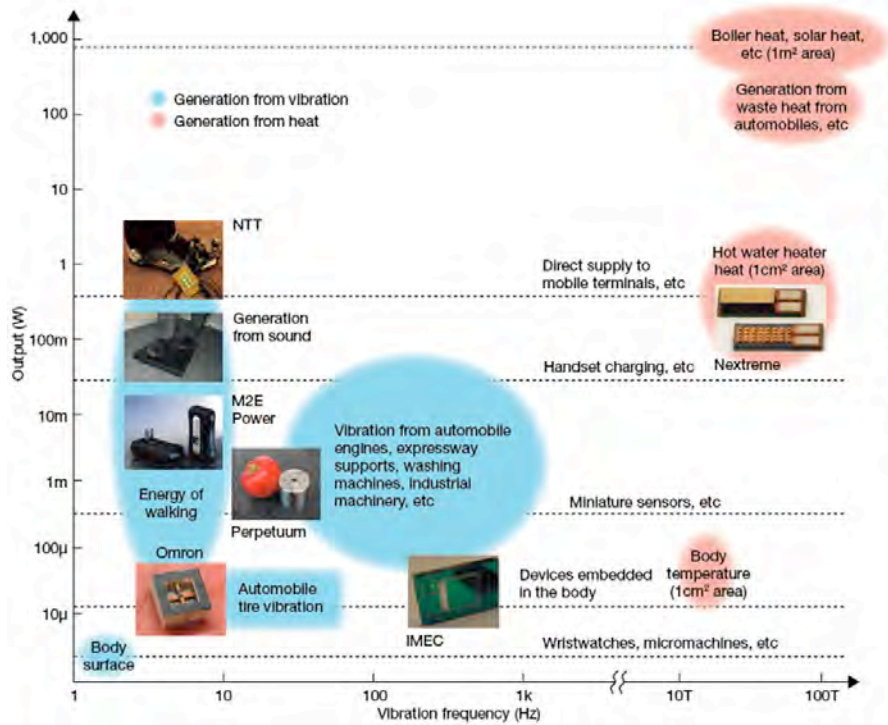 1,000
100
10
1
100m
10m
1m
100μ
10μ
Output (W)
Generation from vibration
Generation from heat
Boiler heat, solar heat,
etc (1m² area)
Generation from
waste heat from
automobiles, etc
NTT
Direct supply to
mobile terminals, etc
Hot water heater
heat (1cm² area)
Nextreme
Generation
from sound
Handset charging, etc
M2E
Power
Vibration from automobile
engines, expressway
supports, washing
machines, industrial
machinery, etc
Energy of
walking
Perpetuum
Miniature sensors, etc
Omron
Automobile
tire vibration
IMEC
Devices embedded
in the body
Body
temperature
(1cm² area)
Wristwatches, micromachines, etc
Body
surface
1
10
100
1k
10T
100T
Vibration frequency (Hz)